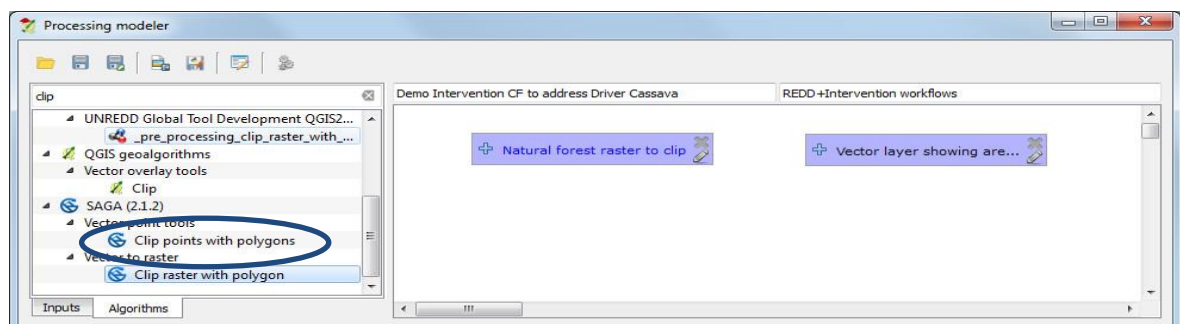 Processing modeler
clip
Demo Intervention CF to address Driver Cassava
REDD+Intervention workflows
UNREDD Global Tool Development QGIS2...
_pre_processing_clip_raster_with_...
QGIS geoalgorithms
Vector overlay tools
Clip
SAGA (2.1.2)
Vector point tools
Clip points with polygons
Vector to raster
Clip raster with polygon
Natural forest raster to clip
Vector layer showing are...
Inputs
Algorithms